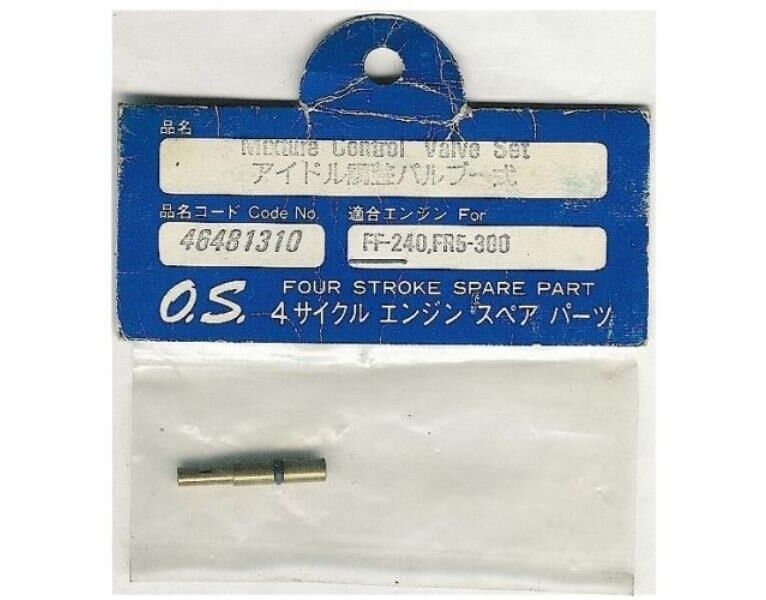 品名
Mixture Control Valve Set
アイドル調整バルブ一式
品名コード Code No.
適合エンジン For
46481310
FF-240,FR5-300
O.S.
FOUR STROKE SPARE PART
4サイクル エンジン スペア パーツ